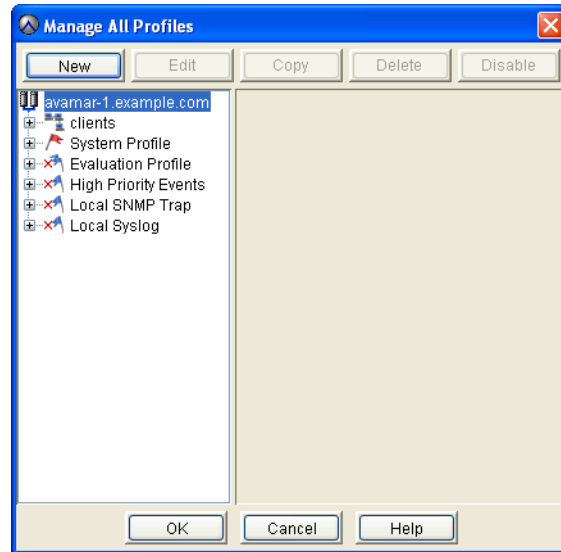 Manage All Profiles
New Edit Copy Delete Disable
avamar-1.example.com
clients
System Profile
Evaluation Profile
High Priority Events
Local SNMP Trap
Local Syslog
OK Cancel Help